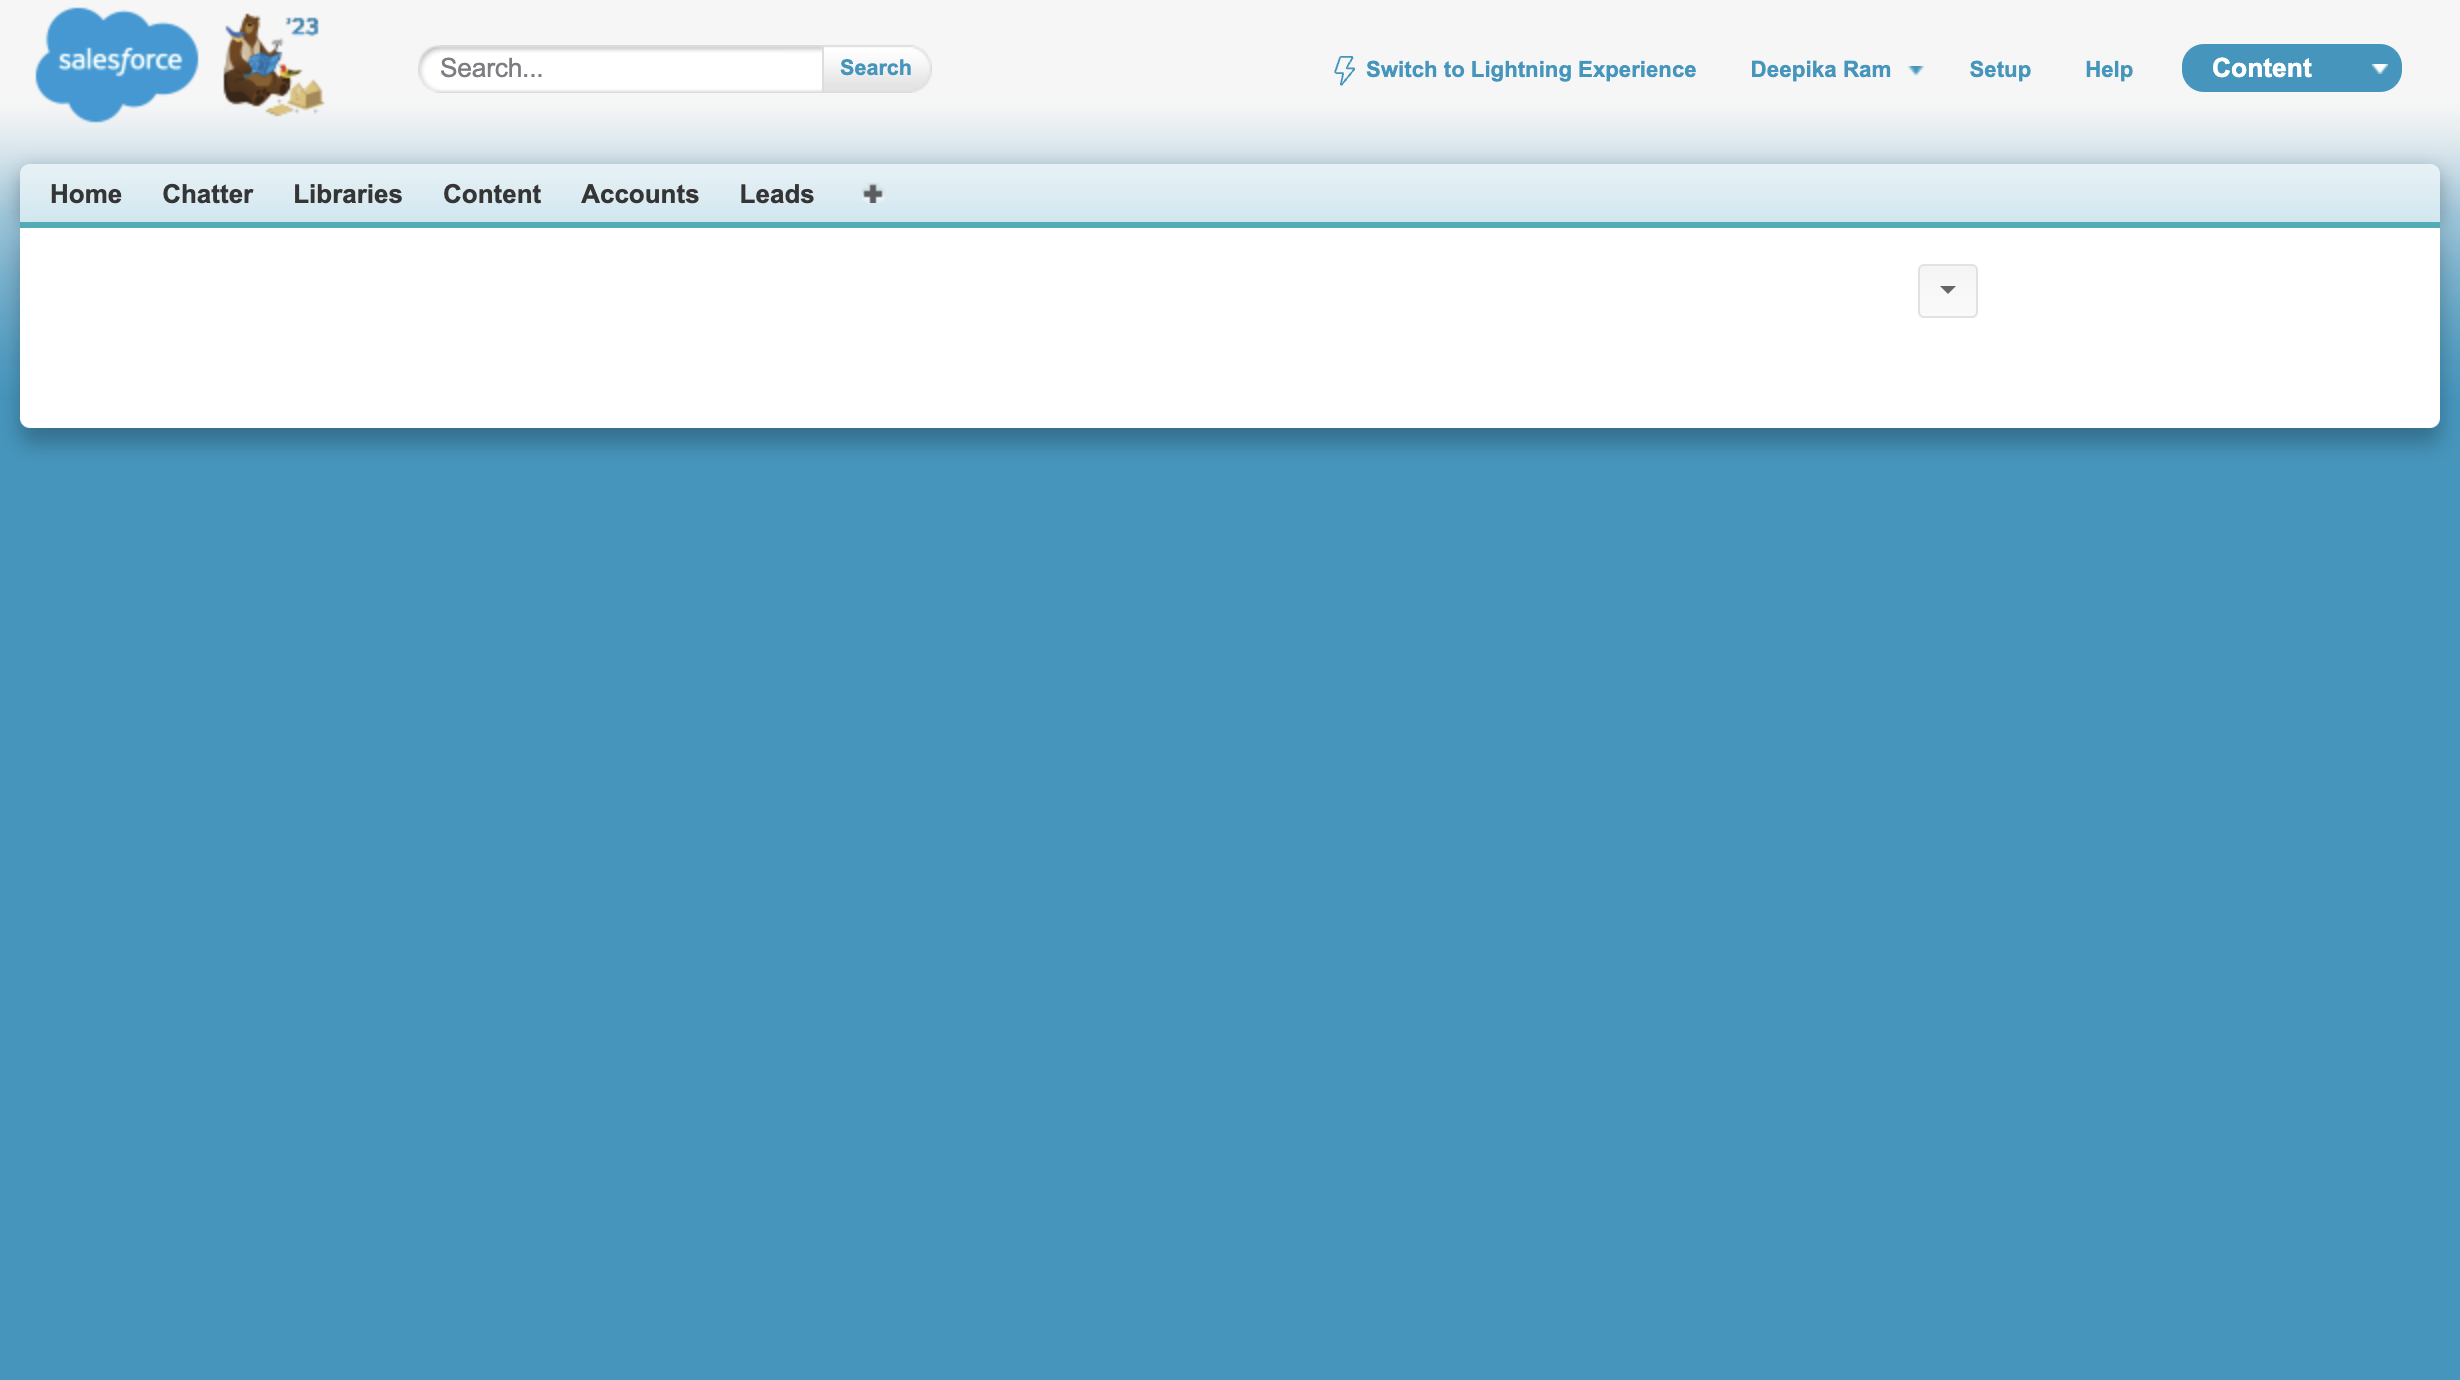 salesforce
'23
Search...
Search
Switch to Lightning Experience
Deepika Ram
Setup
Help
Content
Home
Chatter
Libraries
Content
Accounts
Leads